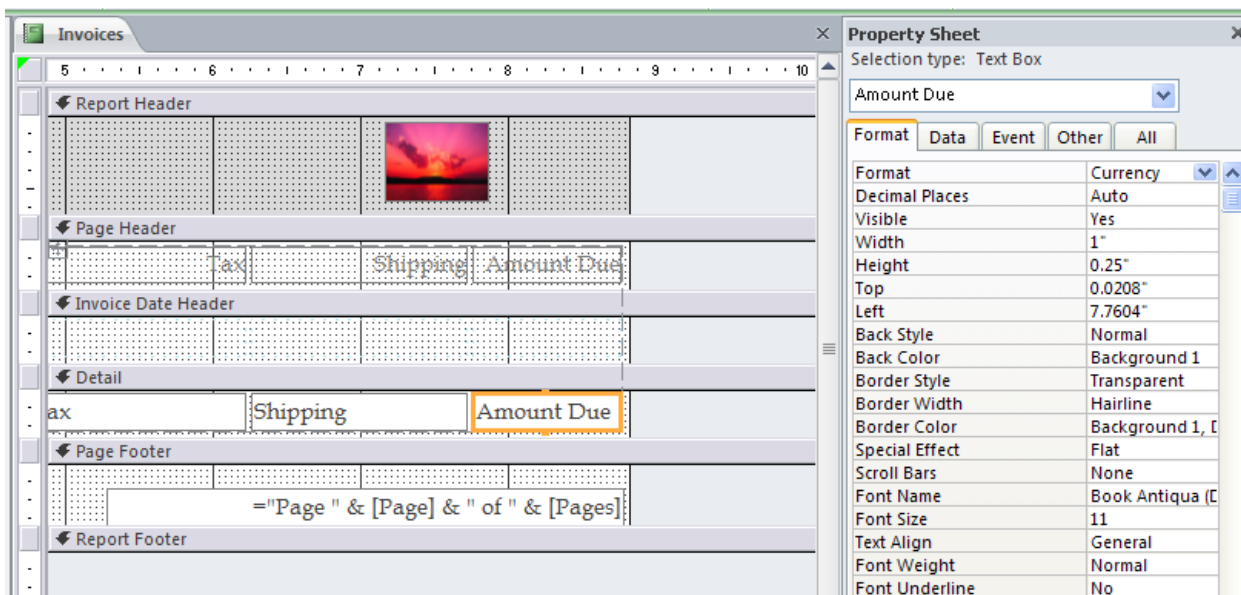 Invoices
5 6 7 8 9 10
Report Header
Page Header
Tax Shipping Amount Due
Invoice Date Header
Detail
ax Shipping Amount Due
Page Footer
="Page " & [Page] & " of " & [Pages]
Report Footer
Property Sheet
Selection type: Text Box
Amount Due
Format Data Event Other All
Format Currency
Decimal Places Auto
Visible Yes
Width 1"
Height 0.25"
Top 0.0208"
Left 7.7604"
Back Style Normal
Back Color Background 1
Border Style Transparent
Border Width Hairline
Border Color Background 1, D
Special Effect Flat
Scroll Bars None
Font Name Book Antiqua (D
Font Size 11
Text Align General
Font Weight Normal
Font Underline No